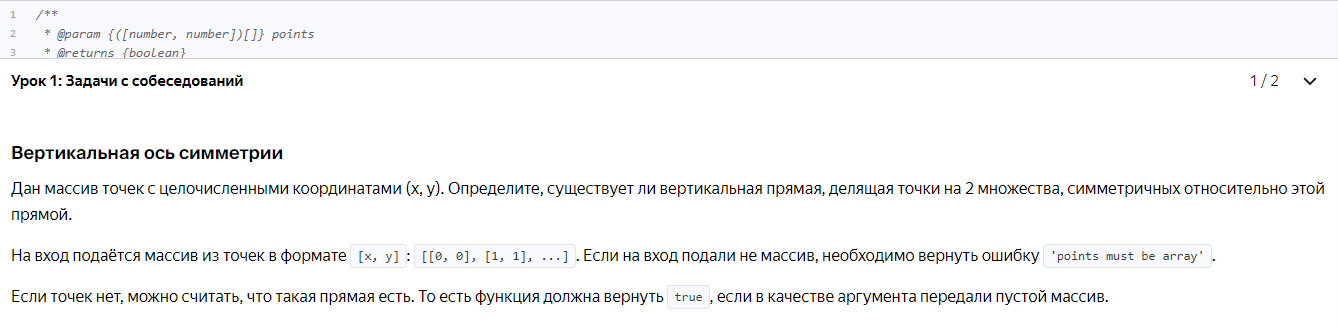 1 /**
2 * @param {([number, number])[]} points
3 * @returns {boolean}
Урок 1: Задачи с собеседований 1 / 2
Вертикальная ось симметрии
Дан массив точек с целочисленными координатами (x, y). Определите, существует ли вертикальная прямая, делящая точки на 2 множества, симметричных относительно этой
прямой.
На вход подаётся массив из точек в формате [x, y]: [[0, 0], [1, 1], ...]. Если на вход подали не массив, необходимо вернуть ошибку 'points must be array'.
Если точек нет, можно считать, что такая прямая есть. То есть функция должна вернуть true, если в качестве аргумента передали пустой массив.